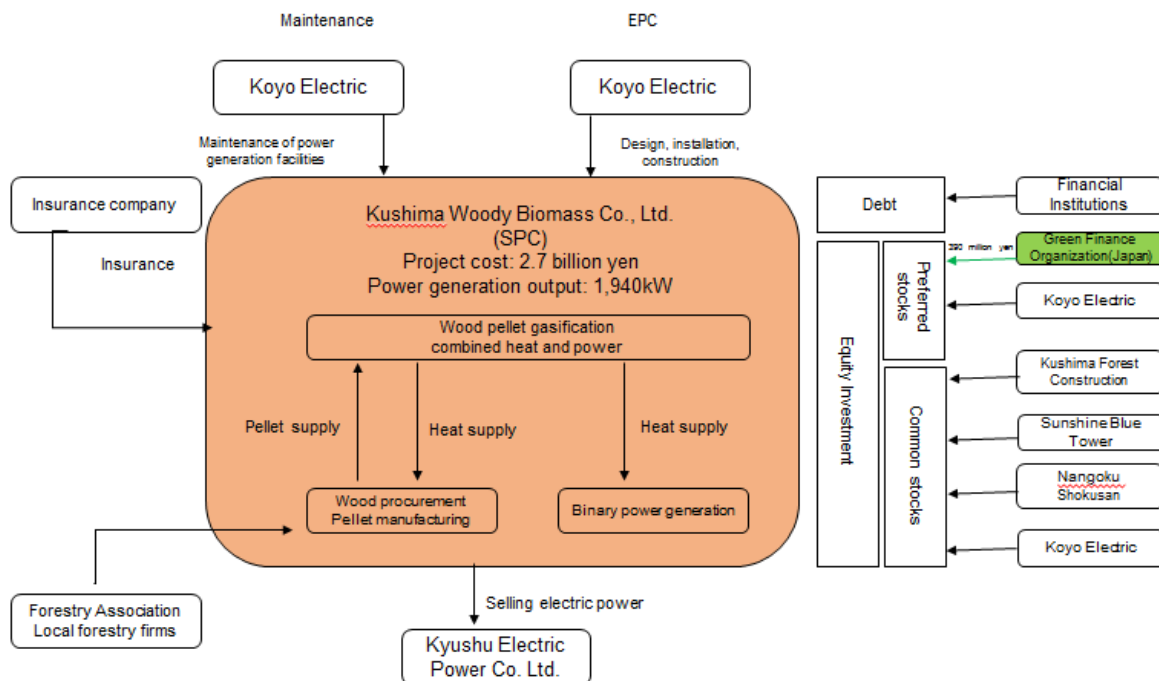 Maintenance
EPC
Koyo Electric
Koyo Electric
Maintenance of power
generation facilities
Design, installation,
construction
Insurance company
Insurance
Kushima Woody Biomass Co., Ltd.
(SPC)
Project cost: 2.7 billion yen
Power generation output: 1,940kW
Wood pellet gasification
combined heat and power
Pellet supply
Heat supply
Heat supply
Wood procurement
Pellet manufacturing
Binary power generation
Forestry Association
Local forestry firms
Selling electric power
Kyushu Electric
Power Co. Ltd.
Debt
Equity Investment
Preferred
stocks
Common stocks
Financial
Institutions
390 million yen
Green Finance
Organization(Japan)
Koyo Electric
Kushima Forest
Construction
Sunshine Blue
Tower
Nangoku
Shokusan
Koyo Electric